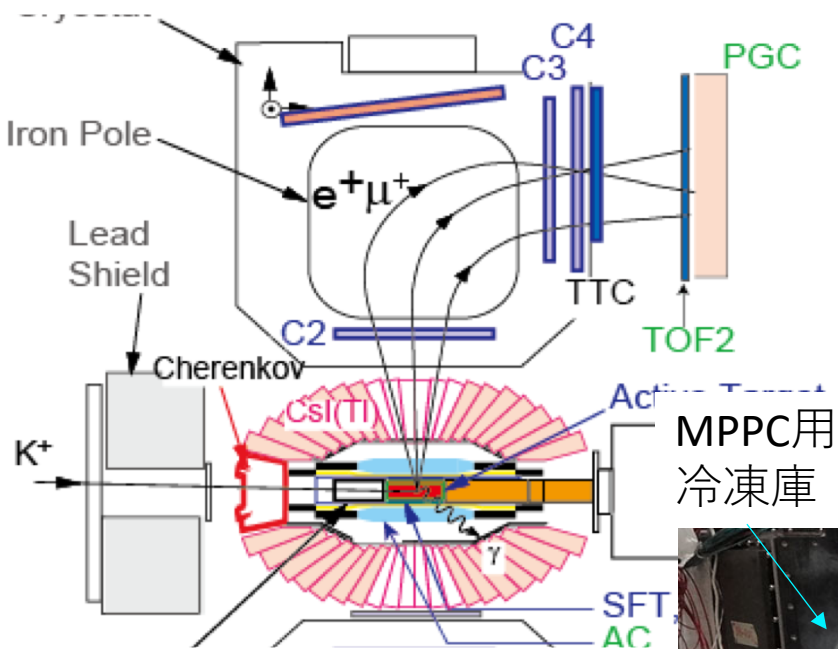 C4
C3
PGC
Iron Pole
e⁺μ⁺
Lead
Shield
TTC
C2
TOF2
Cherenkov
CsI(Tl)
MPPC用
冷凍庫
K⁺
γ
SFT,
AC